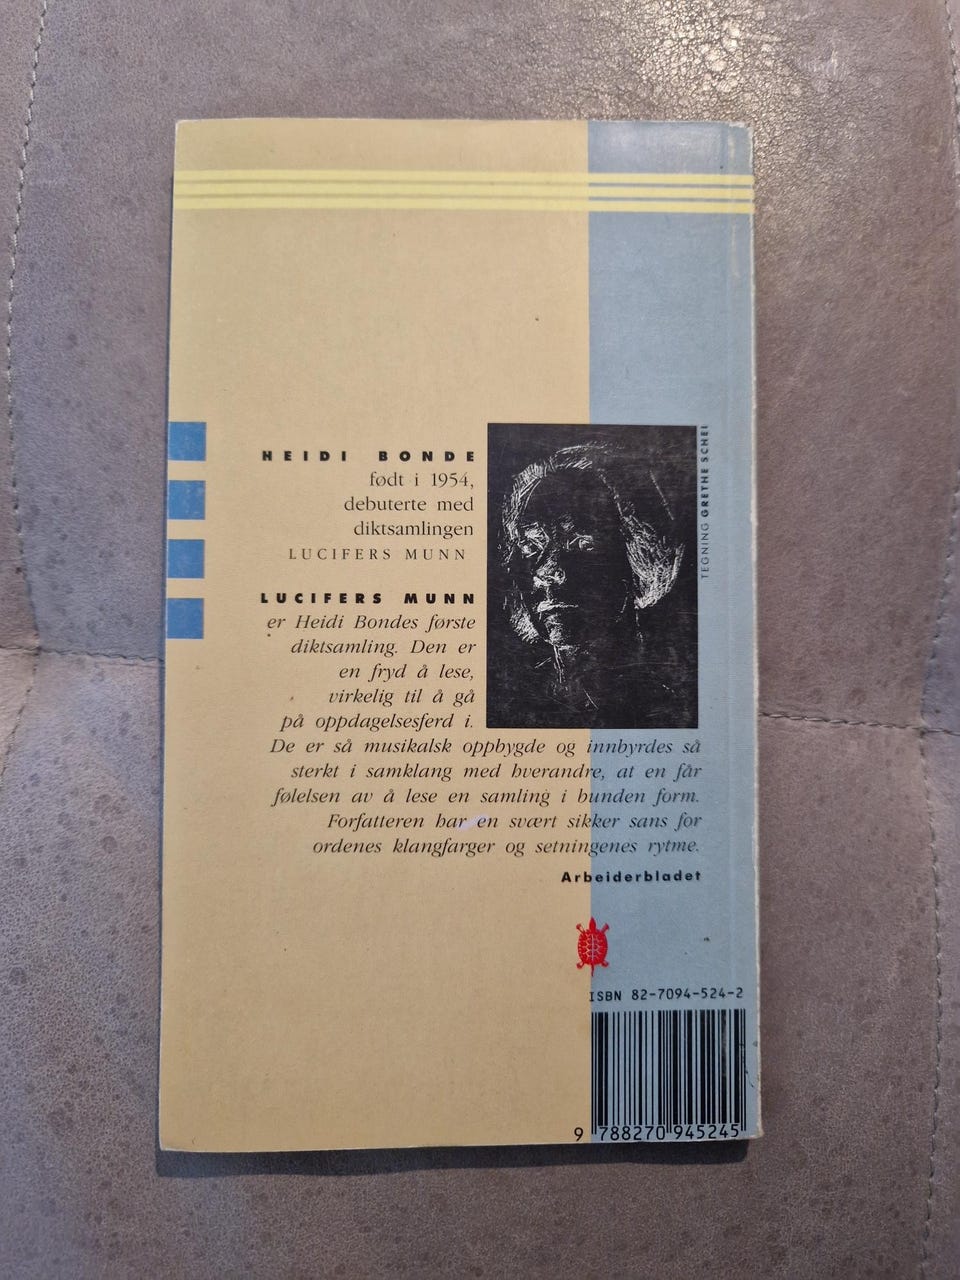 HEIDI BONDE
født i 1954,
debuterte med
diktsamlingen
LUCIFERS MUNN
TEGNING GRETHE SCHEL
LUCIFERS MUNN
er Heidi Bondes første
diktsamling. Den er
en fryd å lese,
virkelig til å gå
på oppdagelsesferd i.
De er så musikalsk oppbygde og innbyrdes så
sterkt i samklang med hverandre, at en får
følelsen av å lese en samling i bunden form.
Forfatteren har en svært sikker sans for
ordenes klangfarger og setningenes rytme.
Arbeiderbladet
ISBN 82-7094-524-2
9 788270 945245